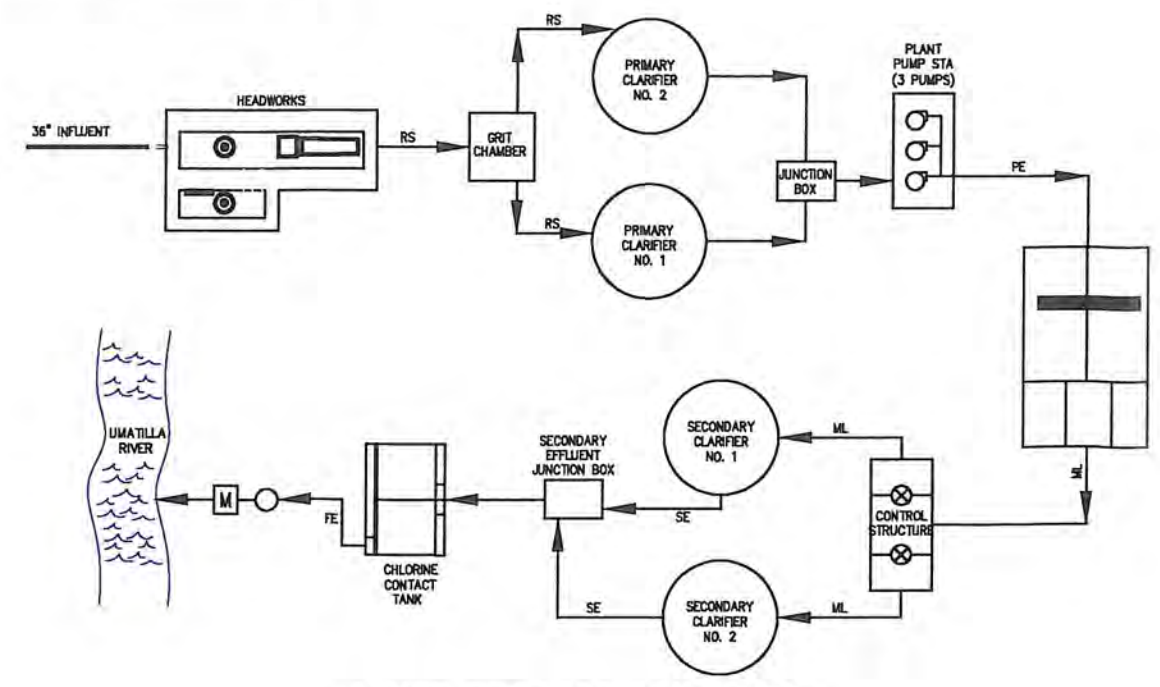 HEADWORKS
36" INFLUENT
RS
GRIT
CHAMBER
RS
RS
PRIMARY
CLARIFIER
NO. 2
PRIMARY
CLARIFIER
NO. 1
JUNCTION
BOX
PLANT
PUMP STA
(3 PUMPS)
PE
ML
CONTROL
STRUCTURE
ML
ML
SECONDARY
CLARIFIER
NO. 1
SECONDARY
CLARIFIER
NO. 2
SE
SE
SECONDARY
EFFLUENT
JUNCTION BOX
CHLORINE
CONTACT
TANK
FE
M
UMATILLA
RIVER